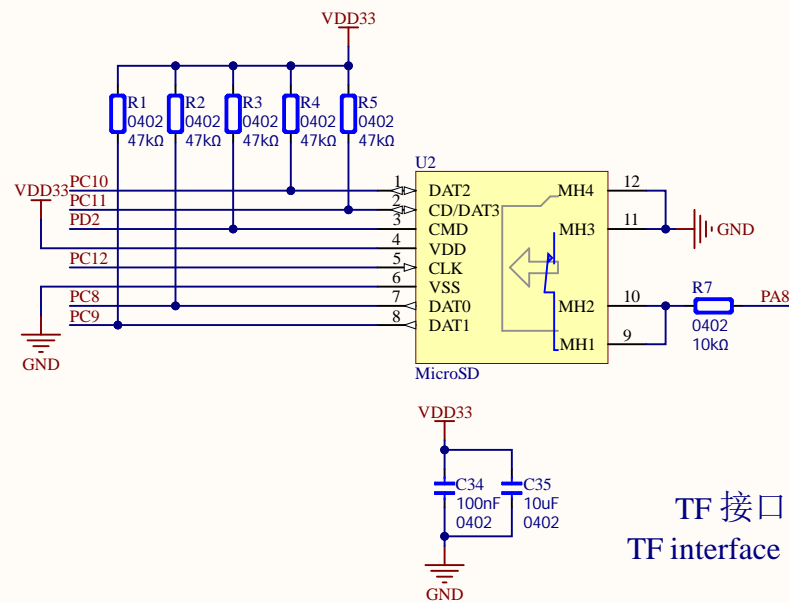 VDD33
R1
0402
47kΩ
R2
0402
47kΩ
R3
0402
47kΩ
R4
0402
47kΩ
R5
0402
47kΩ
U2
PC10
1
DAT2
MH4
12
VDD33
PC11
2
CD/DAT3
PD2
3
CMD
MH3
11
GND
4
VDD
PC12
5
CLK
6
VSS
R7
PC8
7
DAT0
MH2
10
PA8
0402
10kΩ
PC9
8
DAT1
MH1
9
GND
MicroSD
VDD33
C34
100nF
0402
C35
10uF
0402
GND
TF 接口
TF interface